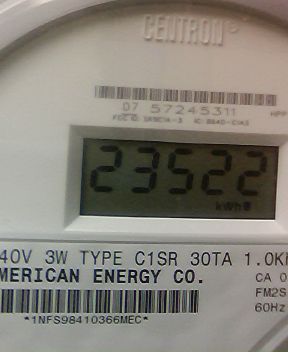 CENTRON®
07 57245311
23522
kWh
40V 3W TYPE C1SR 30TA 1.0K
MERICAN ENERGY CO.
CA 0
FM2S
60Hz
*1NFS98410366MEC*